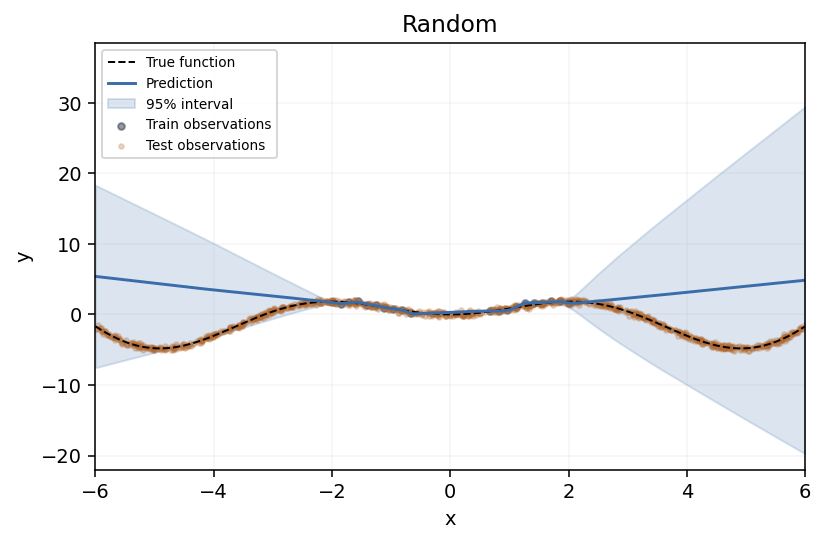 Random
True function
Prediction
95% interval
Train observations
Test observations
30
20
10
0
−10
−20
y
−6
−4
−2
0
2
4
6
x